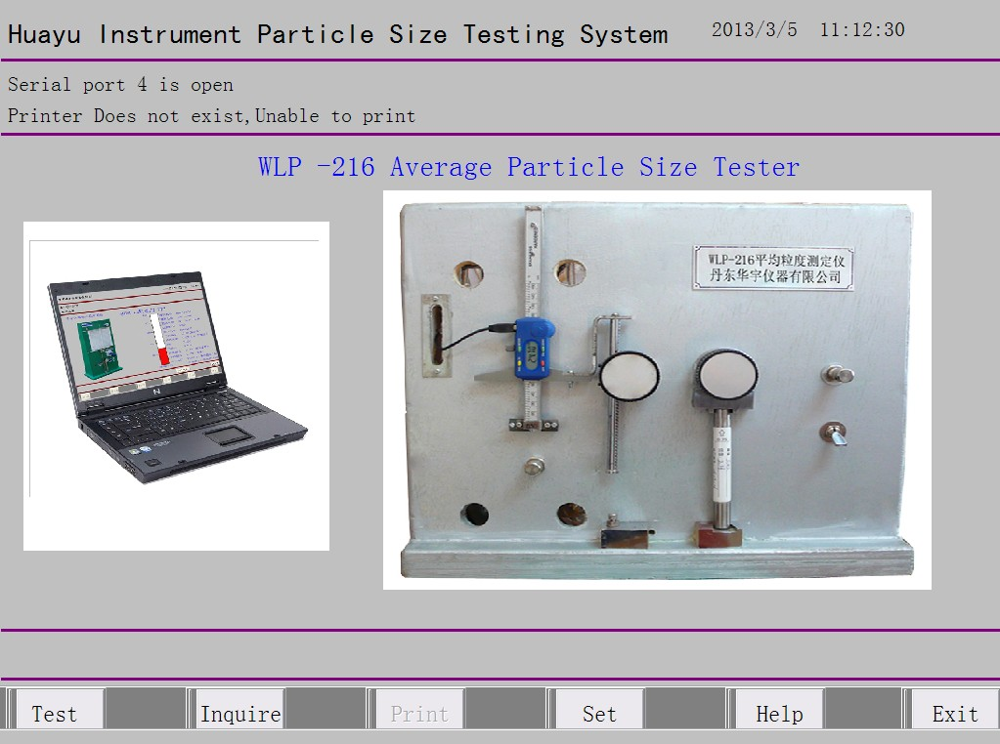 Huayu Instrument Particle Size Testing System
2013/3/5 11:12:30
Serial port 4 is open
Printer Does not exist,Unable to print
WLP -216 Average Particle Size Tester
WLP-216平均粒度测定仪
丹东华宇仪器有限公司
Test
Inquire
Print
Set
Help
Exit